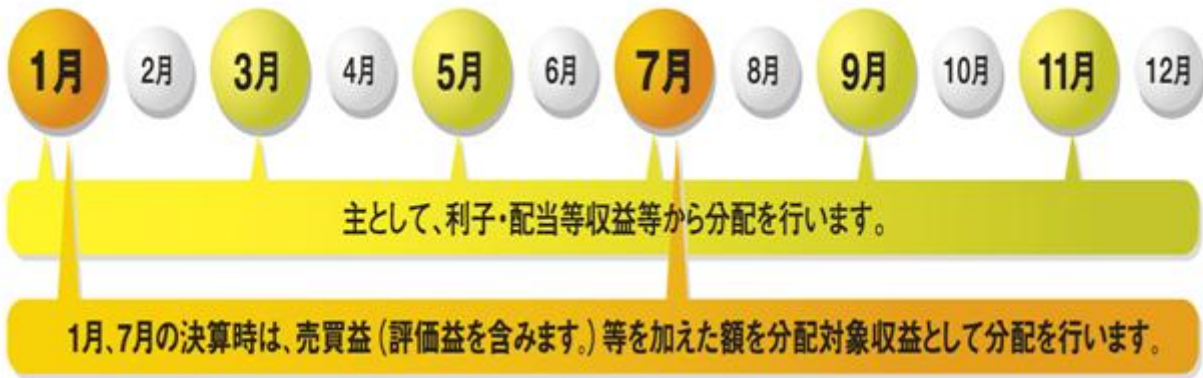 1月 2月 3月 4月 5月 6月 7月 8月 9月 10月 11月 12月
主として、利子・配当等収益等から分配を行います。
1月、7月の決算時は、売買益(評価益を含みます。)等を加えた額を分配対象収益として分配を行います。